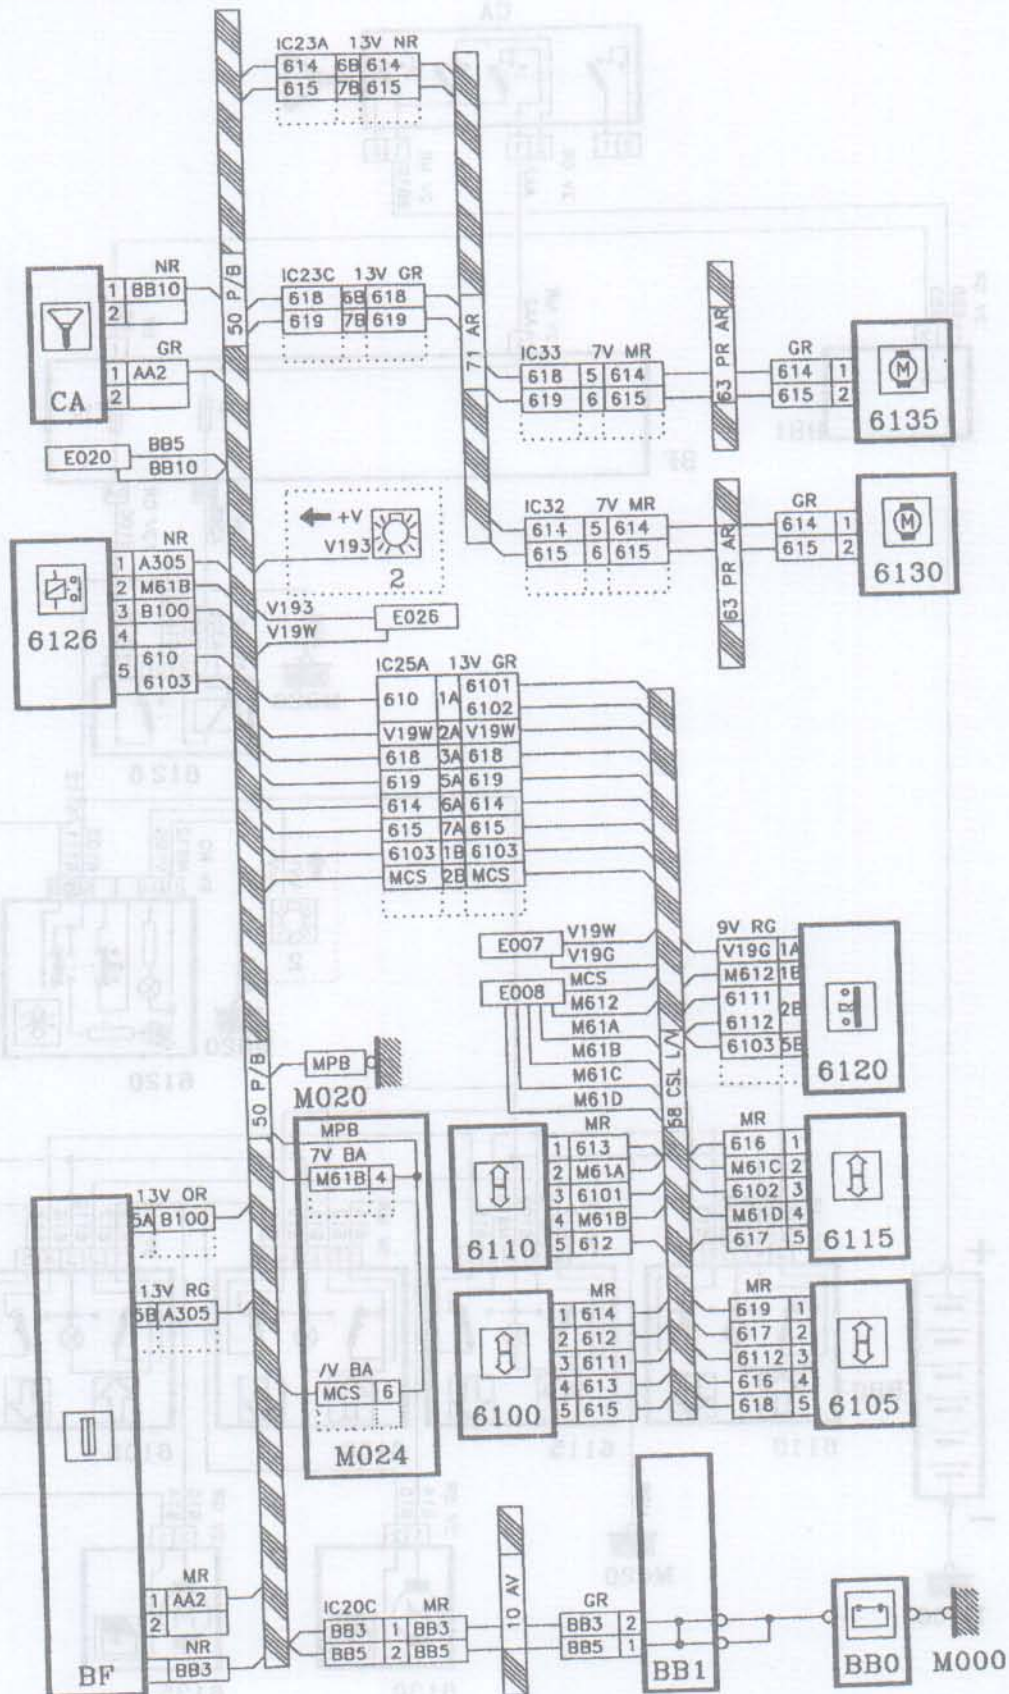 IC23A 13V NR
614 6B 614
615 7B 615
50 P/B
IC23C 13V GR
618 6B 618
619 7B 619
71 AR
NR
1 BB10
2
GR
1 AA2
2
CA
E020
BB5
BB10
IC33 7V MR
618 5 614
619 6 615
63 PR AR
GR
614 1
615 2
6135
+V
V193
2
IC32 7V MR
614 5 614
615 6 615
63 PR AR
GR
614 1
615 2
6130
NR
1 A305
2 M61B
3 B100
4
5 610
6103
6126
V193
V19W
E026
IC25A 13V GR
610 1A 6101
6102
V19W 2A V19W
618 3A 618
619 5A 619
614 6A 614
615 7A 615
6103 1B 6103
MCS 2B MCS
E007
V19W
V19G
E008
MCS
M612
M61A
M61B
M61C
M61D
58 CSL L/M
9V RG
V19G 1A
M612 1B
6111 2B
6112
6103 5B
6120
50 P/B
MPB
M020
MPB
7V BA
M61B 4
/V BA
MCS 6
M024
MR
1 613
2 M61A
3 6101
4 M61B
5 612
6110
MR
616 1
M61C 2
6102 3
M61D 4
617 5
6115
MR
1 614
2 612
3 6111
4 613
5 615
6100
MR
619 1
617 2
6112 3
616 4
618 5
6105
13V OR
5A B100
13V RG
5B A305
MR
1 AA2
2
NR
BB3
BF
IC20C MR
BB3 1 BB3
BB5 2 BB5
10 AV
GR
BB3 2
BB5 1
BB1
BB0
M000